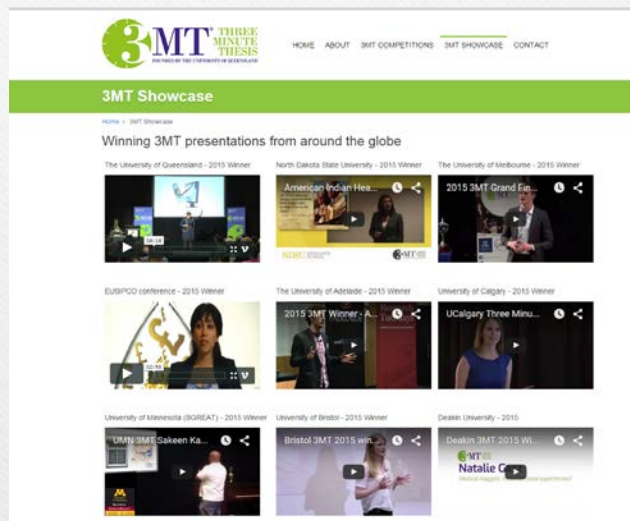 3MT® THREE
MINUTE
THESIS
FOUNDED BY THE UNIVERSITY OF QUEENSLAND
HOME ABOUT 3MT COMPETITIONS 3MT SHOWCASE CONTACT
3MT Showcase
Home > 3MT Showcase
Winning 3MT presentations from around the globe
The University of Queensland - 2015 Winner
North Dakota State University - 2015 Winner
The University of Melbourne - 2015 Winner
American Indian Hea...
2015 3MT Grand Fin...
NDSU
3MT
EUSIPCO conference - 2015 Winner
The University of Adelaide - 2015 Winner
University of Calgary - 2015 Winner
2015 3MT Winner - A...
UCalgary Three Minu...
University of Minnesota (BGREAT) - 2015 Winner
University of Bristol - 2015 Winner
Deakin University - 2015
UMN 3MT Sakeen Ka...
Bristol 3MT 2015 win...
Deakin 3MT 2015 Wi...
3MT
Natalie